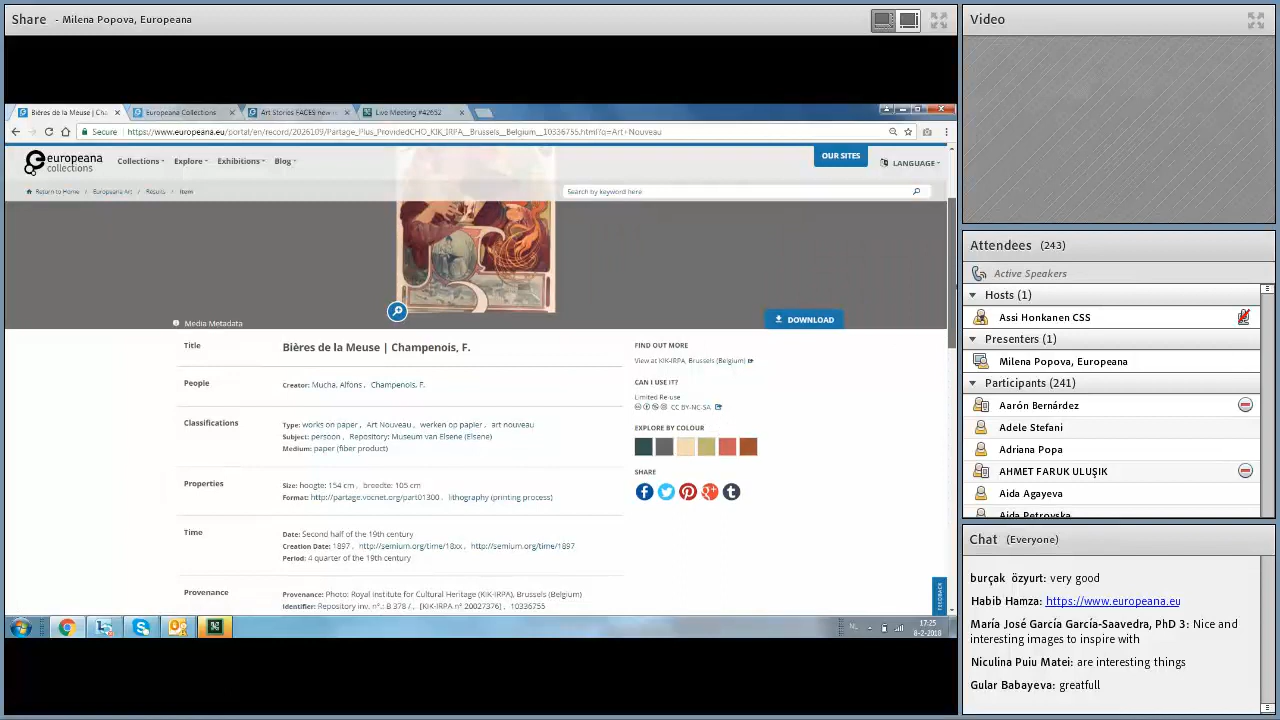 Share - Milena Popova, Europeana
Bières de la Meuse | Cha
Europeana Collections
Art Stories FACES new
Live Meeting #42652
Secure https://www.europeana.eu/portal/en/record/2026109/Partage_Plus_ProvidedCHO_KIK_IRPA__Brussels__Belgium__10336755.html?q=Art+Nouveau
europeana
collections
Collections
Explore
Exhibitions
Blog
OUR SITES
LANGUAGE
Return to Home
Europeana Art
Results
Item
Search by keyword here
Media Metadata
DOWNLOAD
Title Bières de la Meuse | Champenois, F.
People Creator: Mucha, Alfons , Champenois, F.
Classifications Type: works on paper , Art Nouveau , werken op papier , art nouveau
Subject: persoon , Repository: Museum van Elsene (Elsene)
Medium: paper (fiber product)
Properties Size: hoogte: 154 cm , breedte: 105 cm
Format: http://partage.vocnet.org/part01300 , lithography (printing process)
Time Date: Second half of the 19th century
Creation Date: 1897 , http://semium.org/time/18xx , http://semium.org/time/1897
Period: 4 quarter of the 19th century
Provenance Provenance: Photo: Royal Institute for Cultural Heritage (KIK-IRPA), Brussels (Belgium)
Identifier: Repository inv. n°.: B 378 / , [KIK-IRPA n° 20027376] , 10336755
FIND OUT MORE
View at KIK-IRPA, Brussels (Belgium)
CAN I USE IT?
Limited Re-use
CC BY-NC-SA
EXPLORE BY COLOUR
SHARE
FEEDBACK
NL
17:25
8-2-2018
Video
Attendees (243)
Active Speakers
Hosts (1)
Assi Honkanen CSS
Presenters (1)
Milena Popova, Europeana
Participants (241)
Aarón Bernárdez
Adele Stefani
Adriana Popa
AHMET FARUK ULUŞIK
Aida Agayeva
Aida Petrovska
Chat (Everyone)
burçak özyurt: very good
Habib Hamza: https://www.europeana.eu
María José García García-Saavedra, PhD 3: Nice and
interesting images to inspire with
Niculina Puiu Matei: are interesting things
Gular Babayeva: greatfull